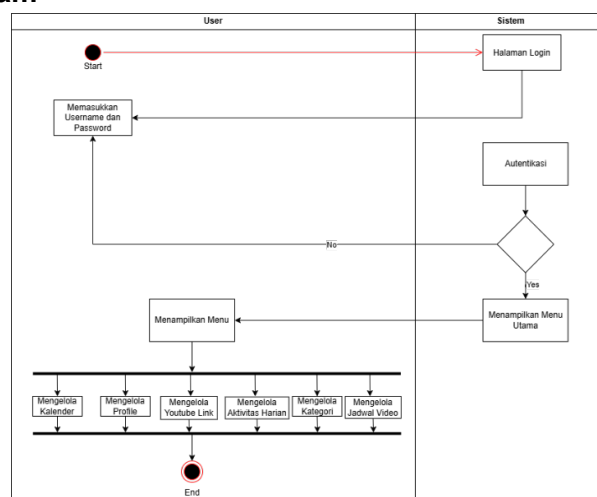 User
Sistem
Start
Halaman Login
Memasukkan
Username dan
Password
Autentikasi
No
Yes
Menampilkan Menu
Menampilkan Menu
Utama
Mengelola
Kalender
Mengelola
Profile
Mengelola
Youtube Link
Mengelola
Aktivitas Harian
Mengelola
Kategori
Mengelola
Jadwal Video
End